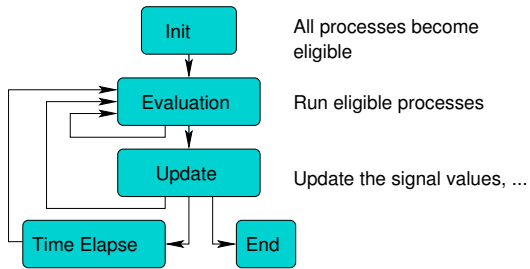 Init
All processes become
eligible
Evaluation
Run eligible processes
Update
Update the signal values, ...
Time Elapse
End